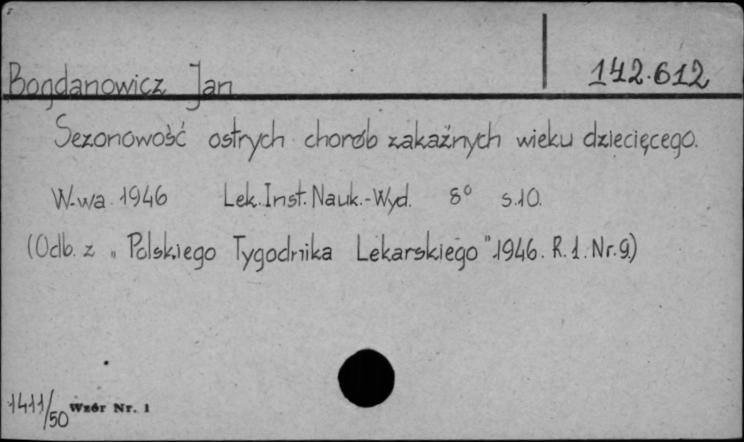 142.612
Bogdanowicz Jan
Sezonowość ostrych chorób zakaźnych wieku dziecięcego.
W-wa 1946 Lek. Inst. Nauk.-Wyd. 8° s.10.
(Odb. z „Polskiego Tygodnika Lekarskiego" 1946. R.1. Nr.9.)
1411/50 Wzór Nr. 1